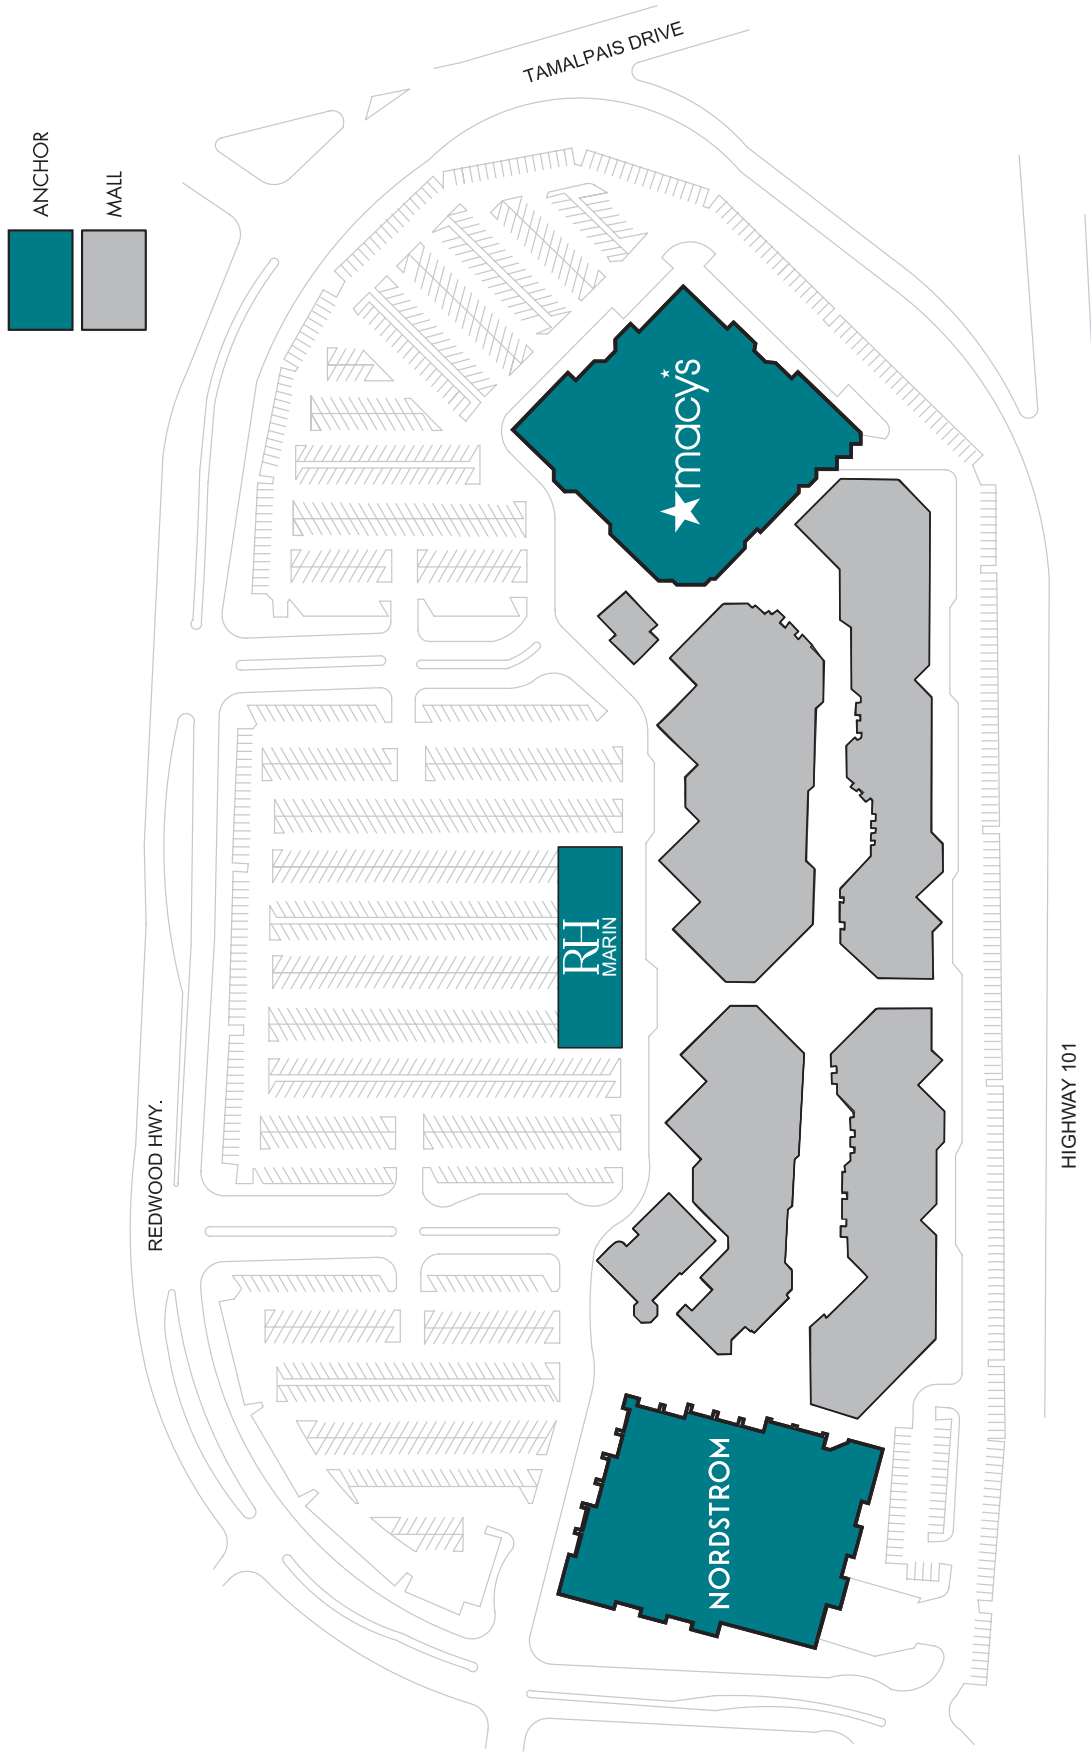 ANCHOR
MALL
TAMALPAIS DRIVE
macy's
RH
MARIN
REDWOOD HWY.
HIGHWAY 101
NORDSTROM